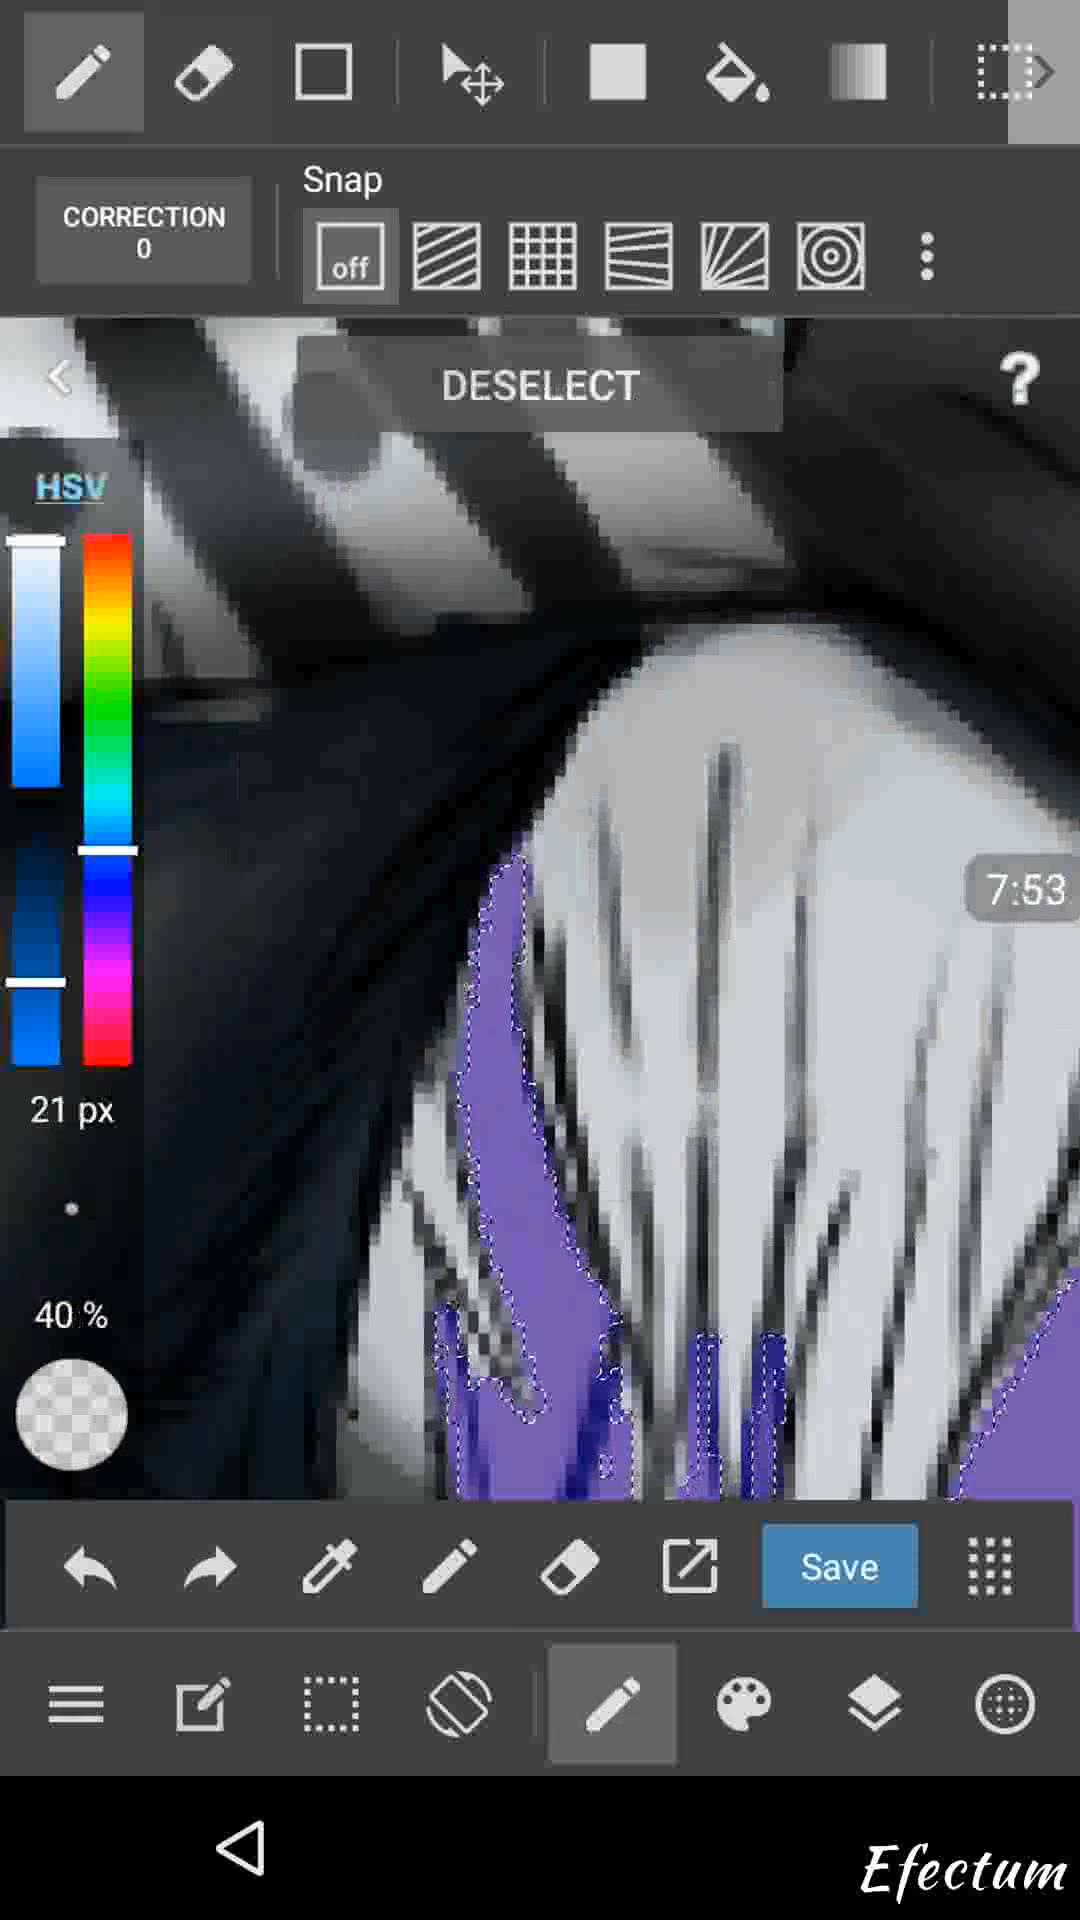 CORRECTION
0
Snap
off
DESELECT
?
HSV
7:53
21 px
40 %
Save
Efectum